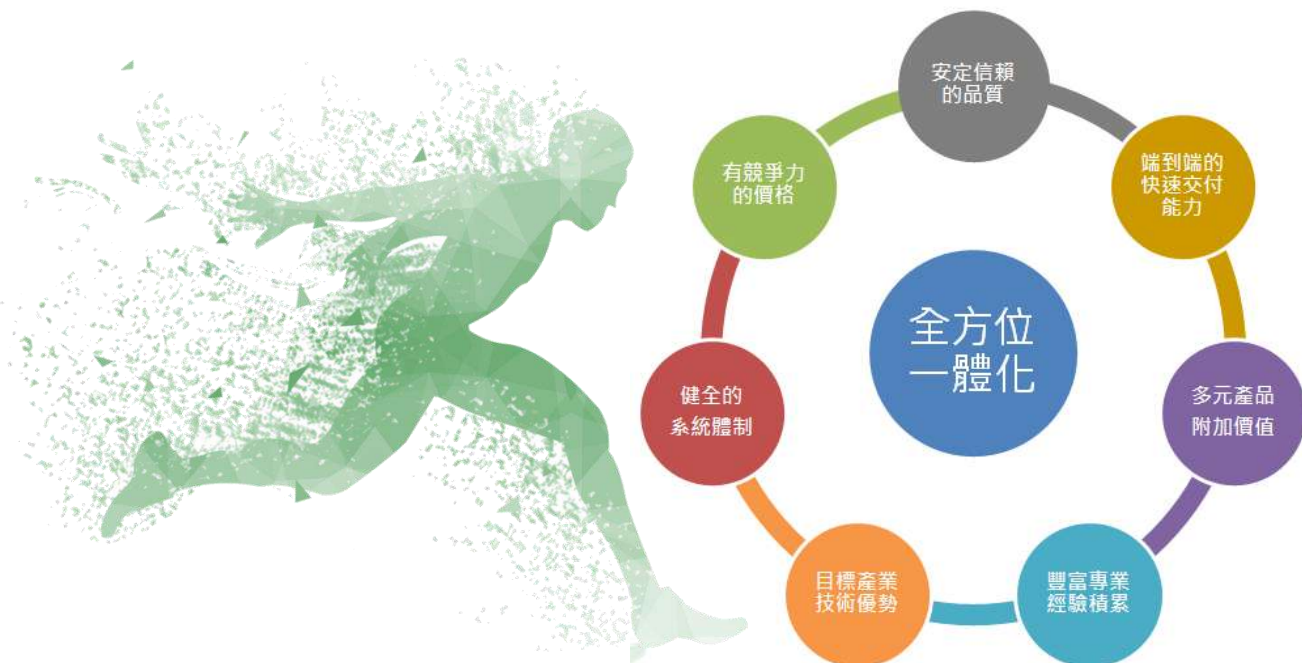 安定信賴
的品質
端到端的
快速交付
能力
多元產品
附加價值
豐富專業
經驗積累
目標產業
技術優勢
健全的
系統體制
有競爭力
的價格
全方位
一體化